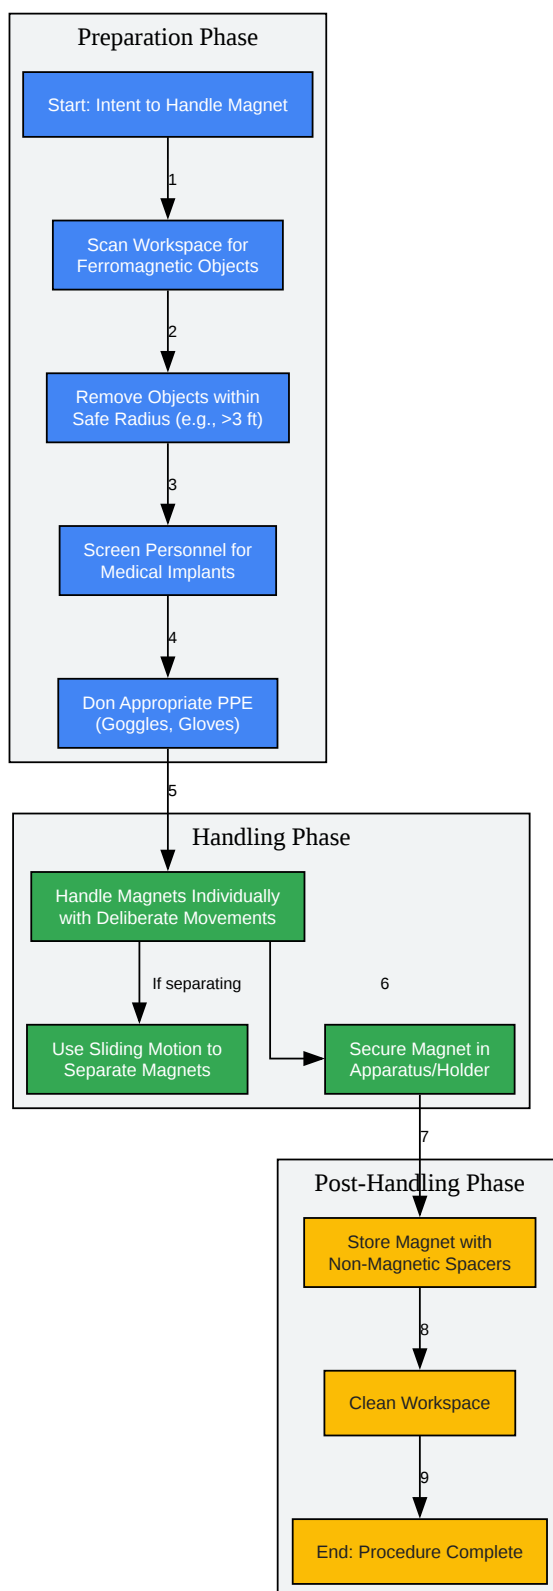 Preparation Phase
Start: Intent to Handle Magnet
1
Scan Workspace for
Ferromagnetic Objects
2
Remove Objects within
Safe Radius (e.g., >3 ft)
3
Screen Personnel for
Medical Implants
4
Don Appropriate PPE
(Goggles, Gloves)
5
Handling Phase
Handle Magnets Individually
with Deliberate Movements
If separating
6
Use Sliding Motion to
Separate Magnets
Secure Magnet in
Apparatus/Holder
7
Post-Handling Phase
Store Magnet with
Non-Magnetic Spacers
8
Clean Workspace
9
End: Procedure Complete